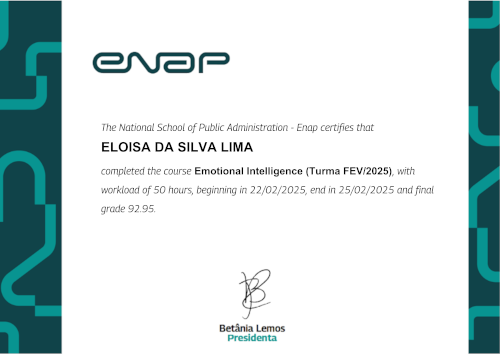 enap
The National School of Public Administration - Enap certifies that
ELOISA DA SILVA LIMA
completed the course Emotional Intelligence (Turma FEV/2025), with
workload of 50 hours, beginning in 22/02/2025, end in 25/02/2025 and final
grade 92.95.
Betânia Lemos
Presidenta